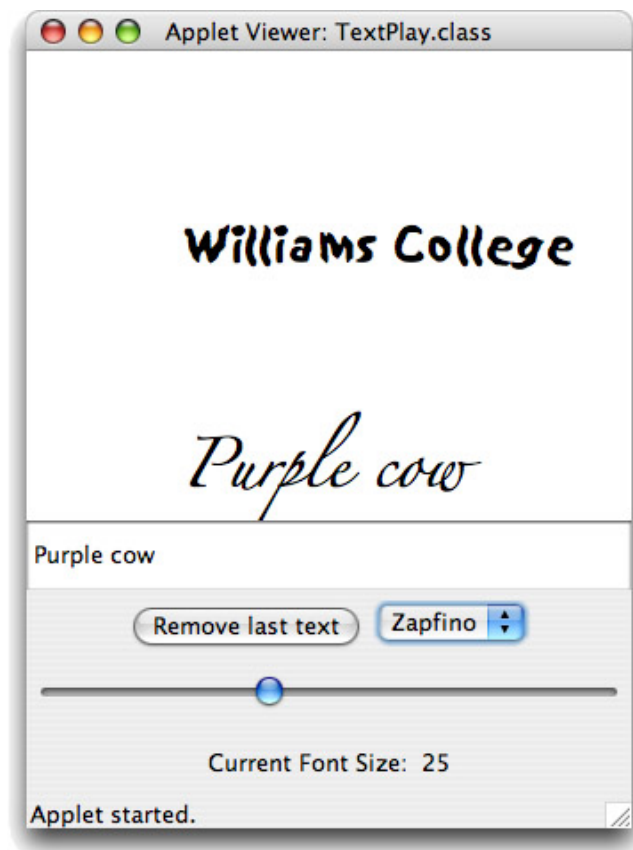 Applet Viewer: TextPlay.class
Williams College
Purple cow
Purple cow
Remove last text Zapfino
Current Font Size: 25
Applet started.